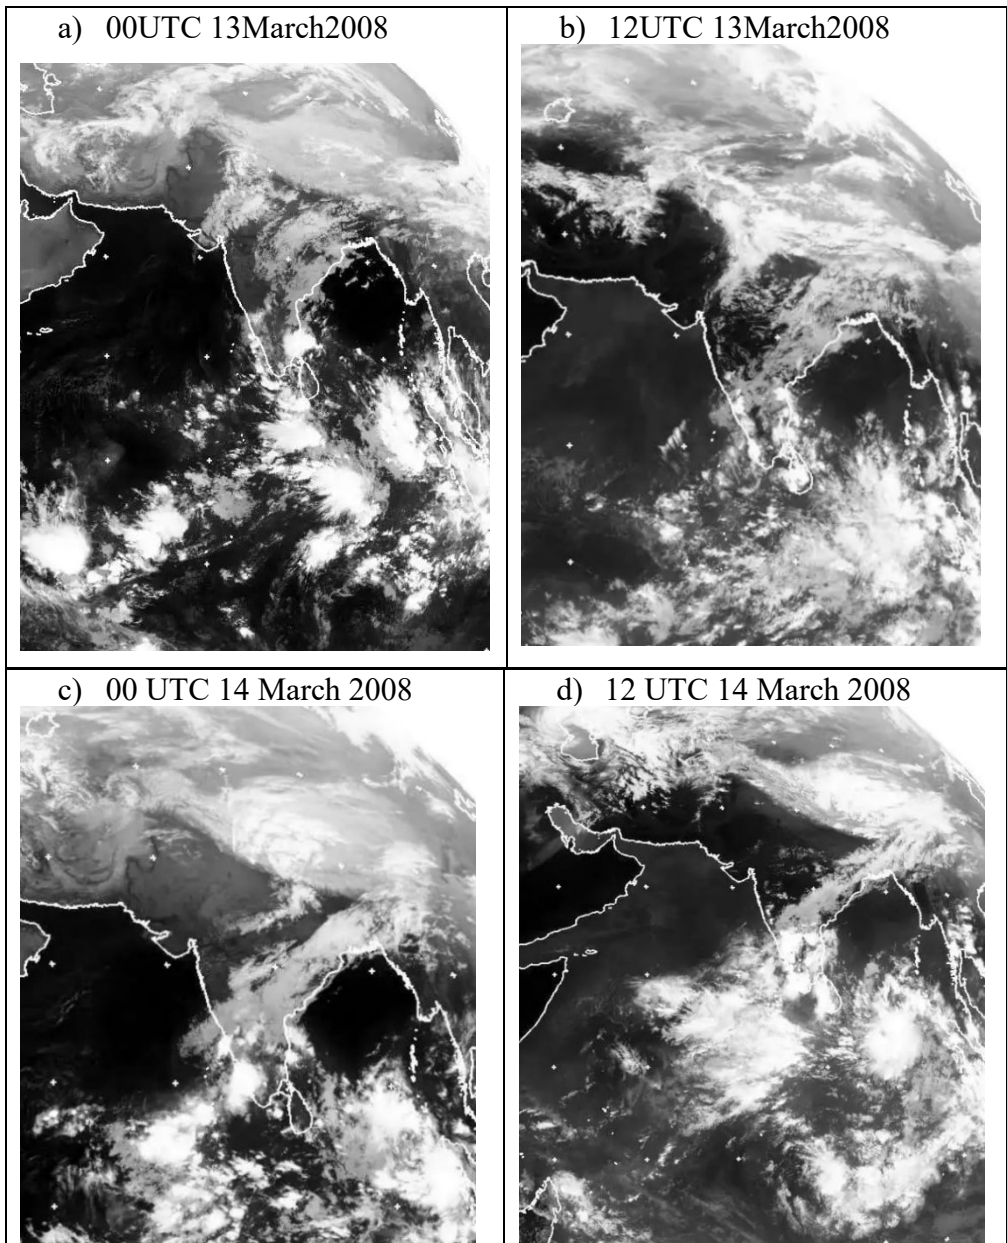 a) 00UTC 13March2008
b) 12UTC 13March2008
c) 00 UTC 14 March 2008
d) 12 UTC 14 March 2008